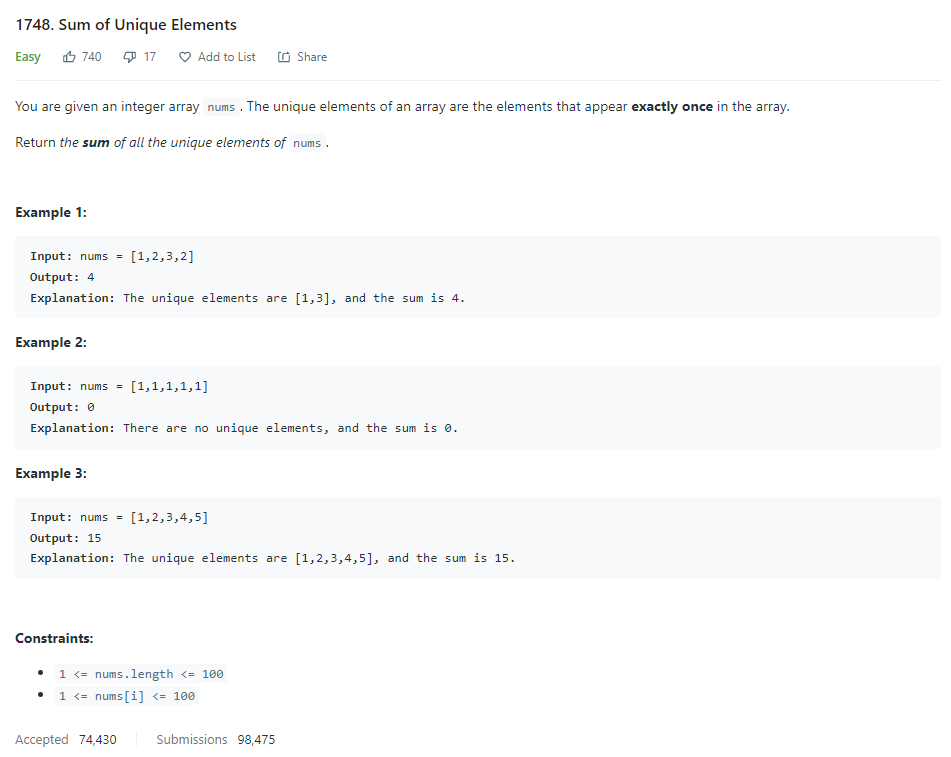 1748. Sum of Unique Elements
Easy 740 17 Add to List Share
You are given an integer array nums . The unique elements of an array are the elements that appear exactly once in the array.
Return the sum of all the unique elements of nums .
Example 1:
Input: nums = [1,2,3,2]
Output: 4
Explanation: The unique elements are [1,3], and the sum is 4.
Example 2:
Input: nums = [1,1,1,1,1]
Output: 0
Explanation: There are no unique elements, and the sum is 0.
Example 3:
Input: nums = [1,2,3,4,5]
Output: 15
Explanation: The unique elements are [1,2,3,4,5], and the sum is 15.
Constraints:
• 1 <= nums.length <= 100
• 1 <= nums[i] <= 100
Accepted 74,430 Submissions 98,475